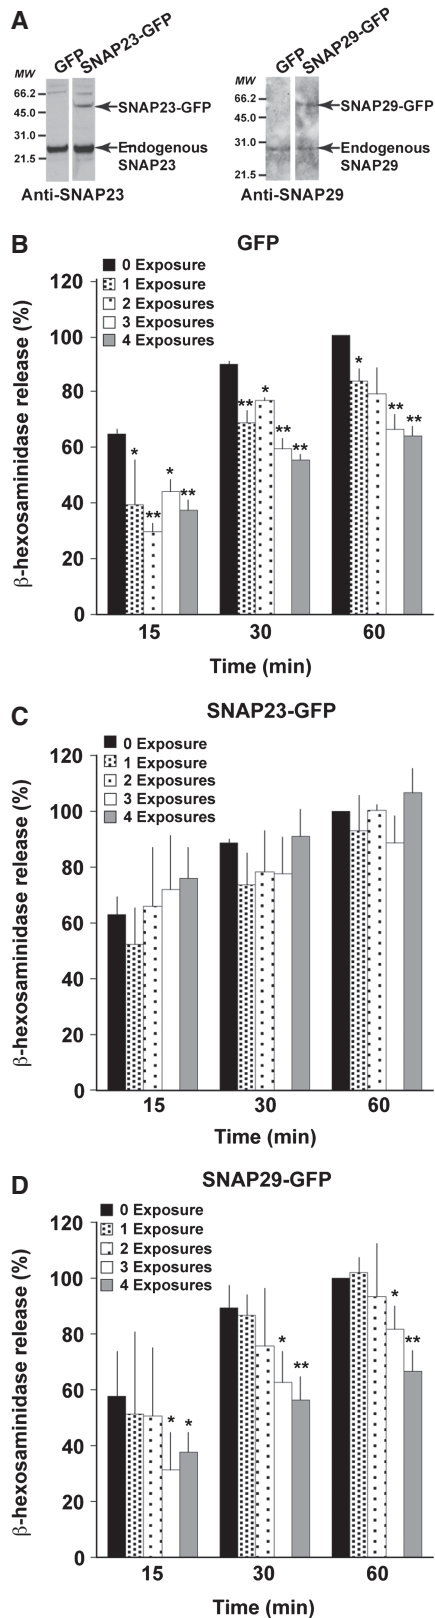 A
GFP
SNAP23-GFP
MW
66.2
45.0
31.0
21.5
SNAP23-GFP
Endogenous
SNAP23
Anti-SNAP23
GFP
SNAP29-GFP
MW
66.2
45.0
31.0
21.5
SNAP29-GFP
Endogenous
SNAP29
Anti-SNAP29
B
GFP
β-hexosaminidase release (%)
120
100
80
60
40
20
0
0 Exposure
1 Exposure
2 Exposures
3 Exposures
4 Exposures
* ** * **
** * ** **
* ** **
15 30 60
Time (min)
C
SNAP23-GFP
β-hexosaminidase release (%)
120
100
80
60
40
20
0
0 Exposure
1 Exposure
2 Exposures
3 Exposures
4 Exposures
15 30 60
Time (min)
D
SNAP29-GFP
β-hexosaminidase release (%)
120
100
80
60
40
20
0
0 Exposure
1 Exposure
2 Exposures
3 Exposures
4 Exposures
* *
* **
* **
15 30 60
Time (min)